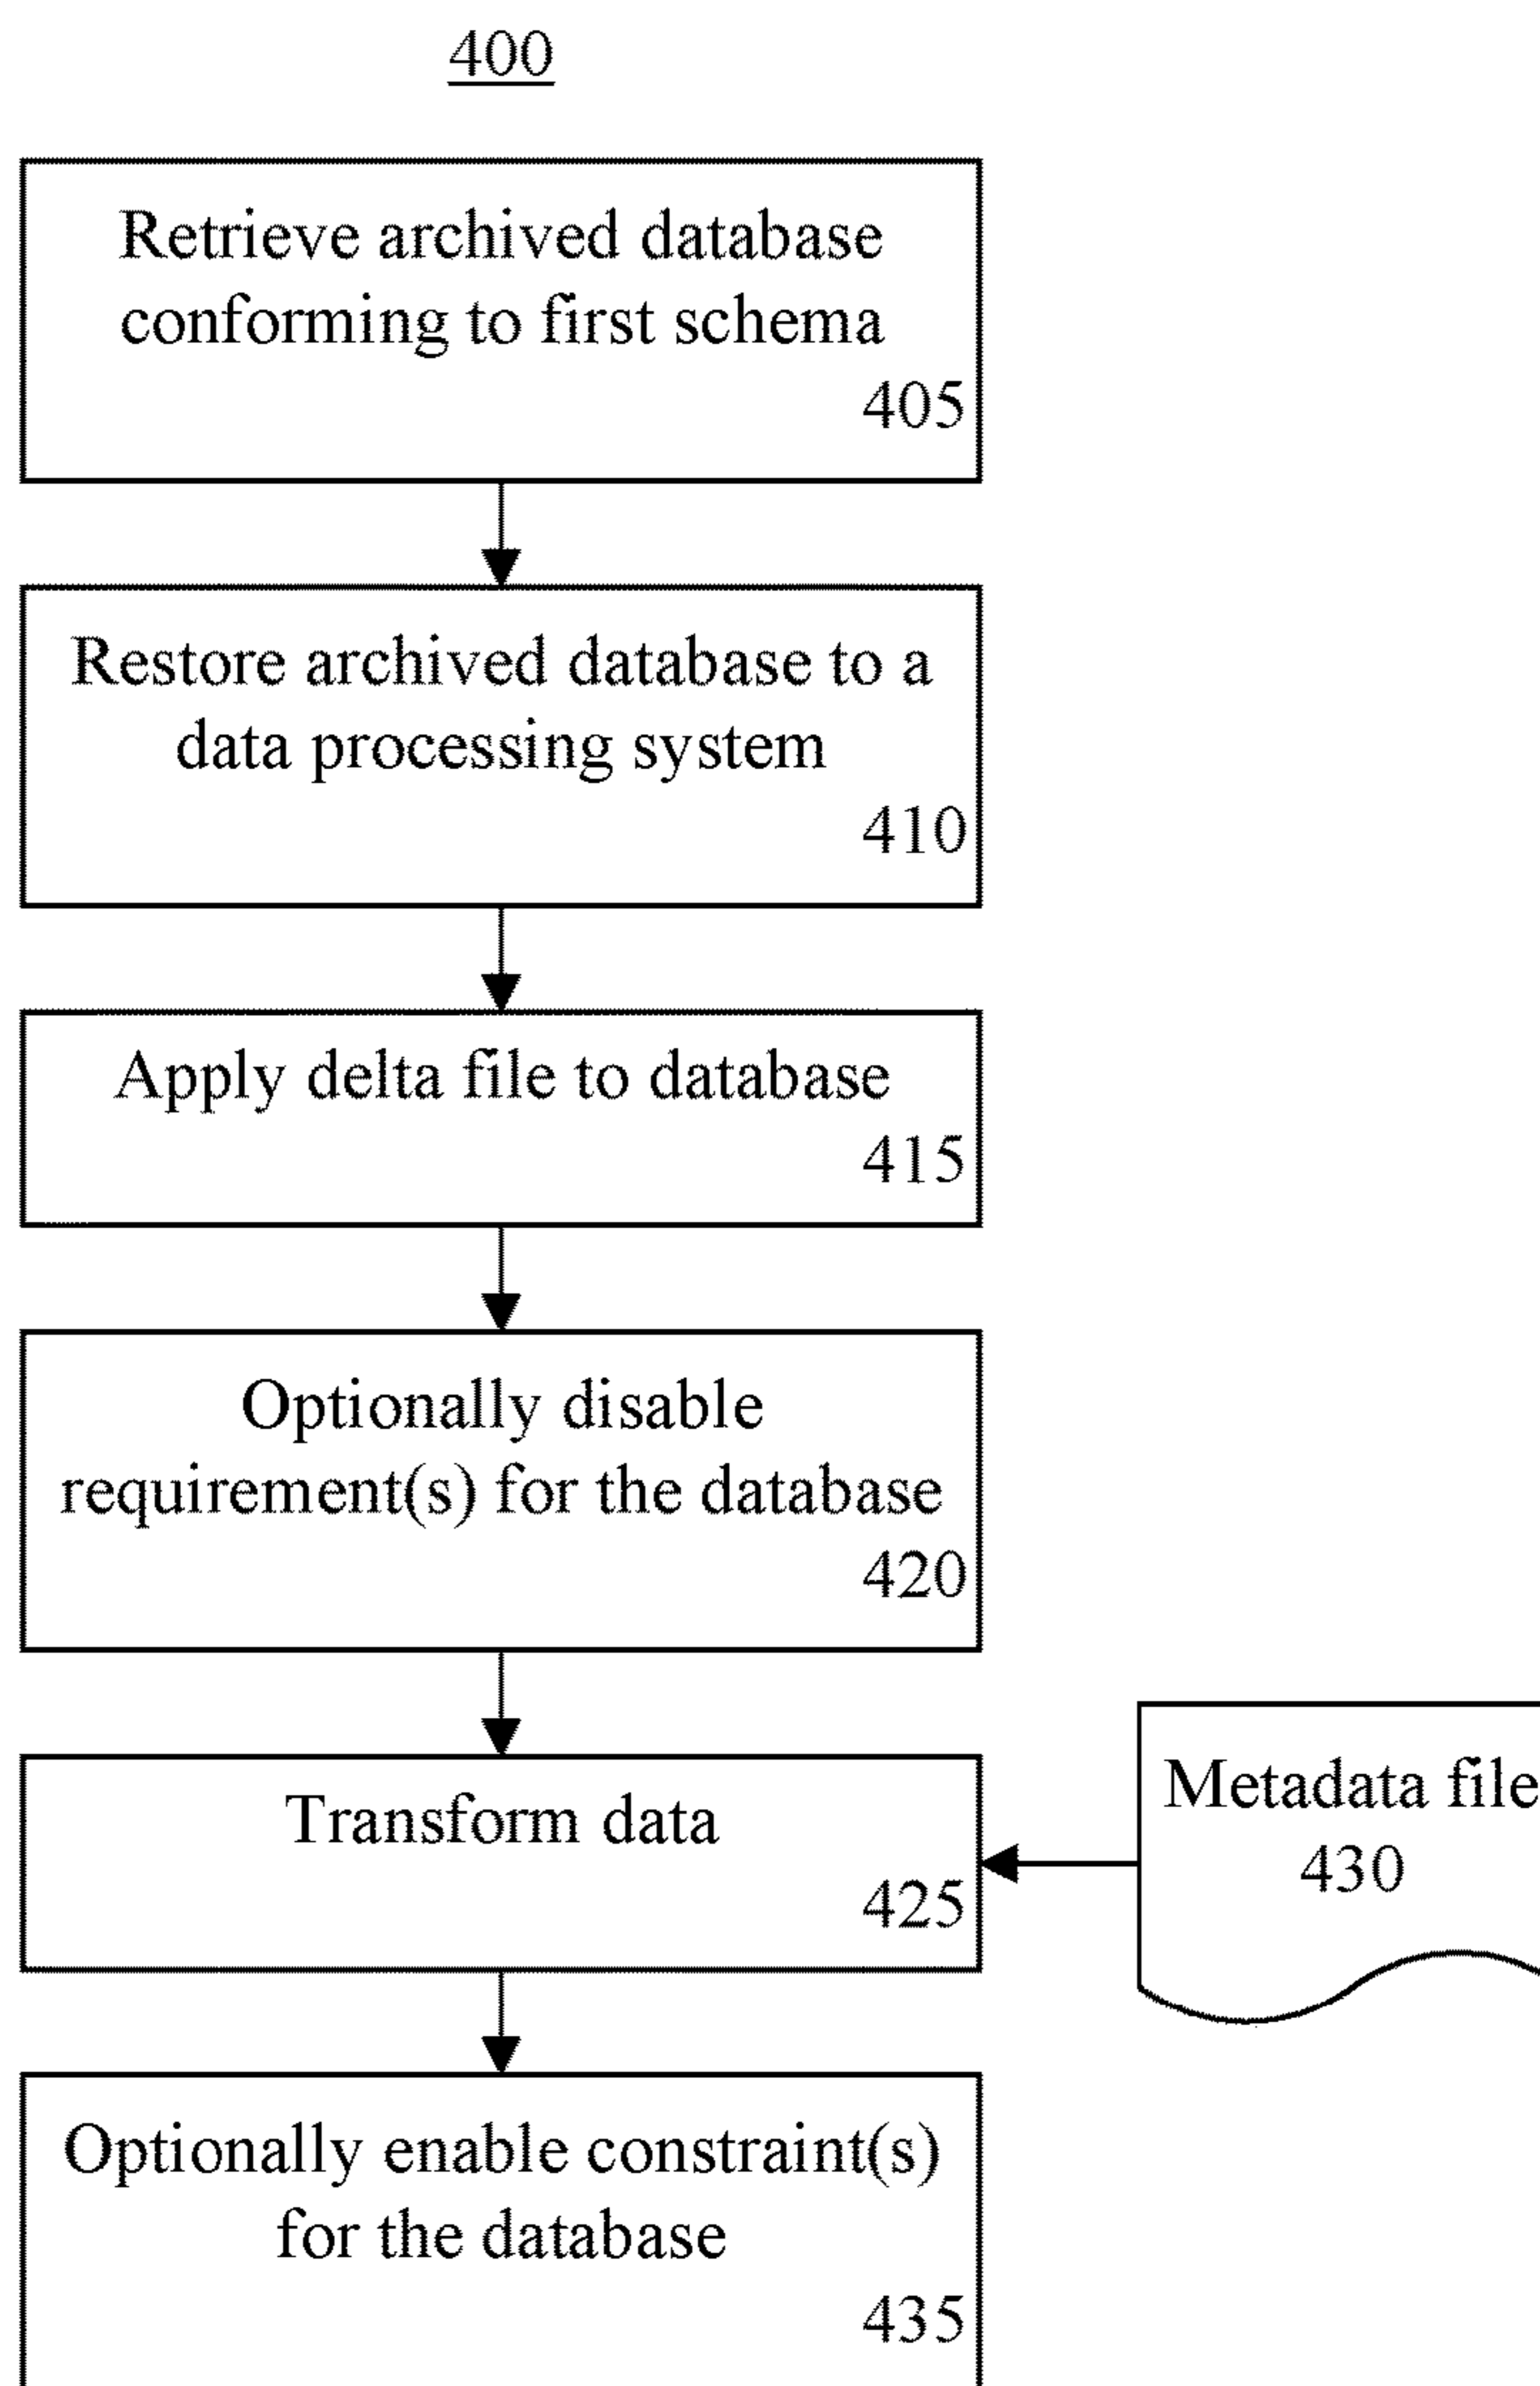 400
Retrieve archived database
conforming to first schema
405
Restore archived database to a
data processing system
410
Apply delta file to database
415
Optionally disable
requirement(s) for the database
420
Transform data
425
Metadata file
430
Optionally enable constraint(s)
for the database
435